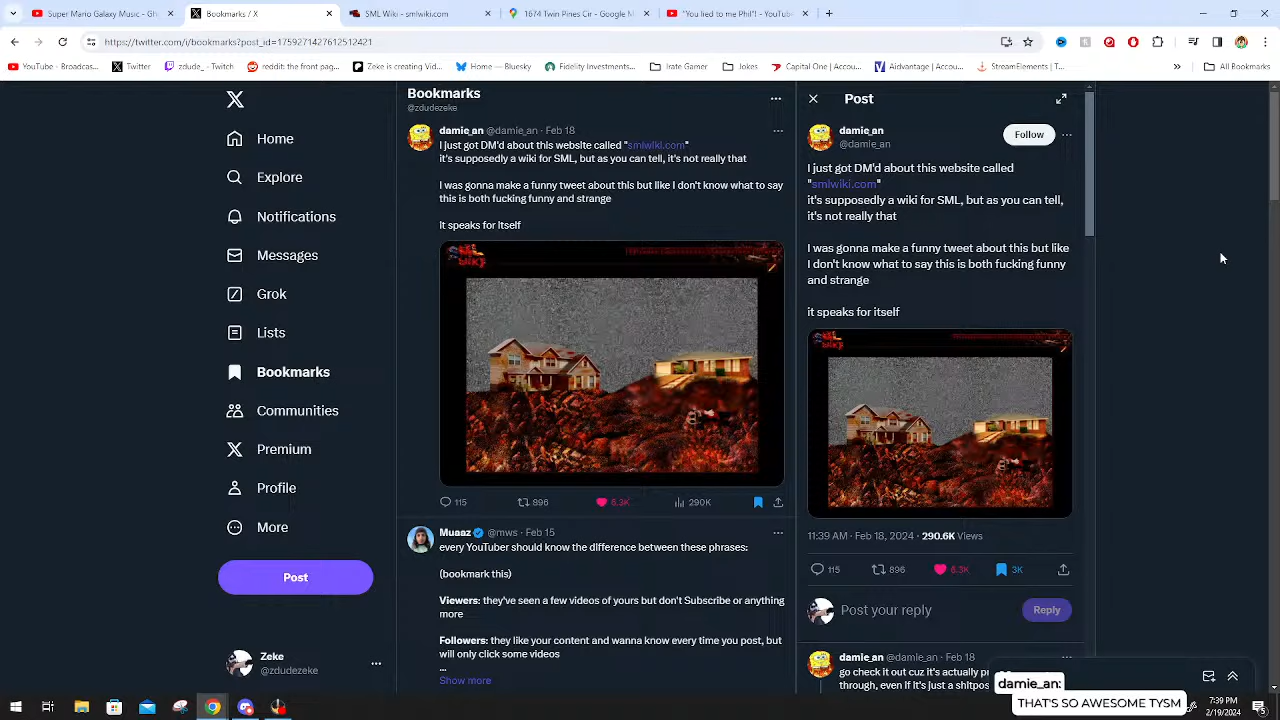 Super Mario Galaxy Music - Gh
Bookmarks / X
SML Wiki - smlwiki.com
1674 Twin Pines Cir - Google M
"You lied to me Phil"! - YouTube
https://twitter.com/i/bookmarks?post_id=1759271427612512421
YouTube - Broadcas...
Twitter
zdude_ - Twitch
reddit: the front pag...
Zeke is creating Vid...
Home — Bluesky
Fidelity Investments...
Irate Gamer
Jokes
Capital One | Accou...
Aidvantage | Accou...
StreamElements | T...
All Bookmarks
Home
Explore
Notifications
Messages
Grok
Lists
Bookmarks
Communities
Premium
Profile
More
Post
Zeke
@zdudezeke
Bookmarks
@zdudezeke
damie_an @damie_an · Feb 18
I just got DM'd about this website called "smlwiki.com"
it's supposedly a wiki for SML, but as you can tell, it's not really that
I was gonna make a funny tweet about this but like I don't know what to say
this is both fucking funny and strange
It speaks for itself
115
896
6.3K
290K
Muaaz @mws · Feb 15
every YouTuber should know the difference between these phrases:
(bookmark this)
Viewers: they've seen a few videos of yours but don't Subscribe or anything
more
Followers: they like your content and wanna know every time you post, but
will only click some videos
...
Show more
Post
damie_an
@damie_an
Follow
I just got DM'd about this website called
"smlwiki.com"
it's supposedly a wiki for SML, but as you can tell,
it's not really that
I was gonna make a funny tweet about this but like
I don't know what to say this is both fucking funny
and strange
it speaks for itself
11:39 AM · Feb 18, 2024 · 290.6K Views
115
896
6.3K
3K
Post your reply
Reply
damie_an @damie_an · Feb 18
go check it out cuz it's actually p
through, even if it's just a shitpos
damie_an:
THAT'S SO AWESOME TYSM
7:39 PM
2/19/2024